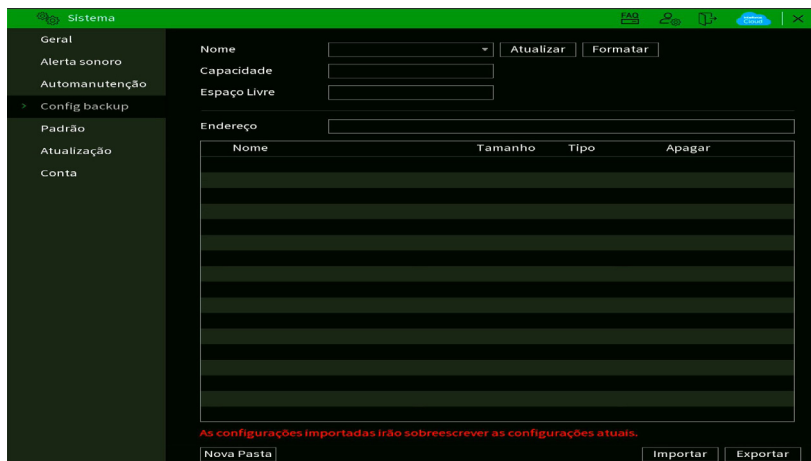 Sistema
FAQ
Cloud
Geral
Alerta sonoro
Automanutenção
> Config backup
Padrão
Atualização
Conta
Nome
Atualizar
Formatar
Capacidade
Espaço Livre
Endereço
Nome Tamanho Tipo Apagar
As configurações importadas irão sobreescrever as configurações atuais.
Nova Pasta
Importar
Exportar